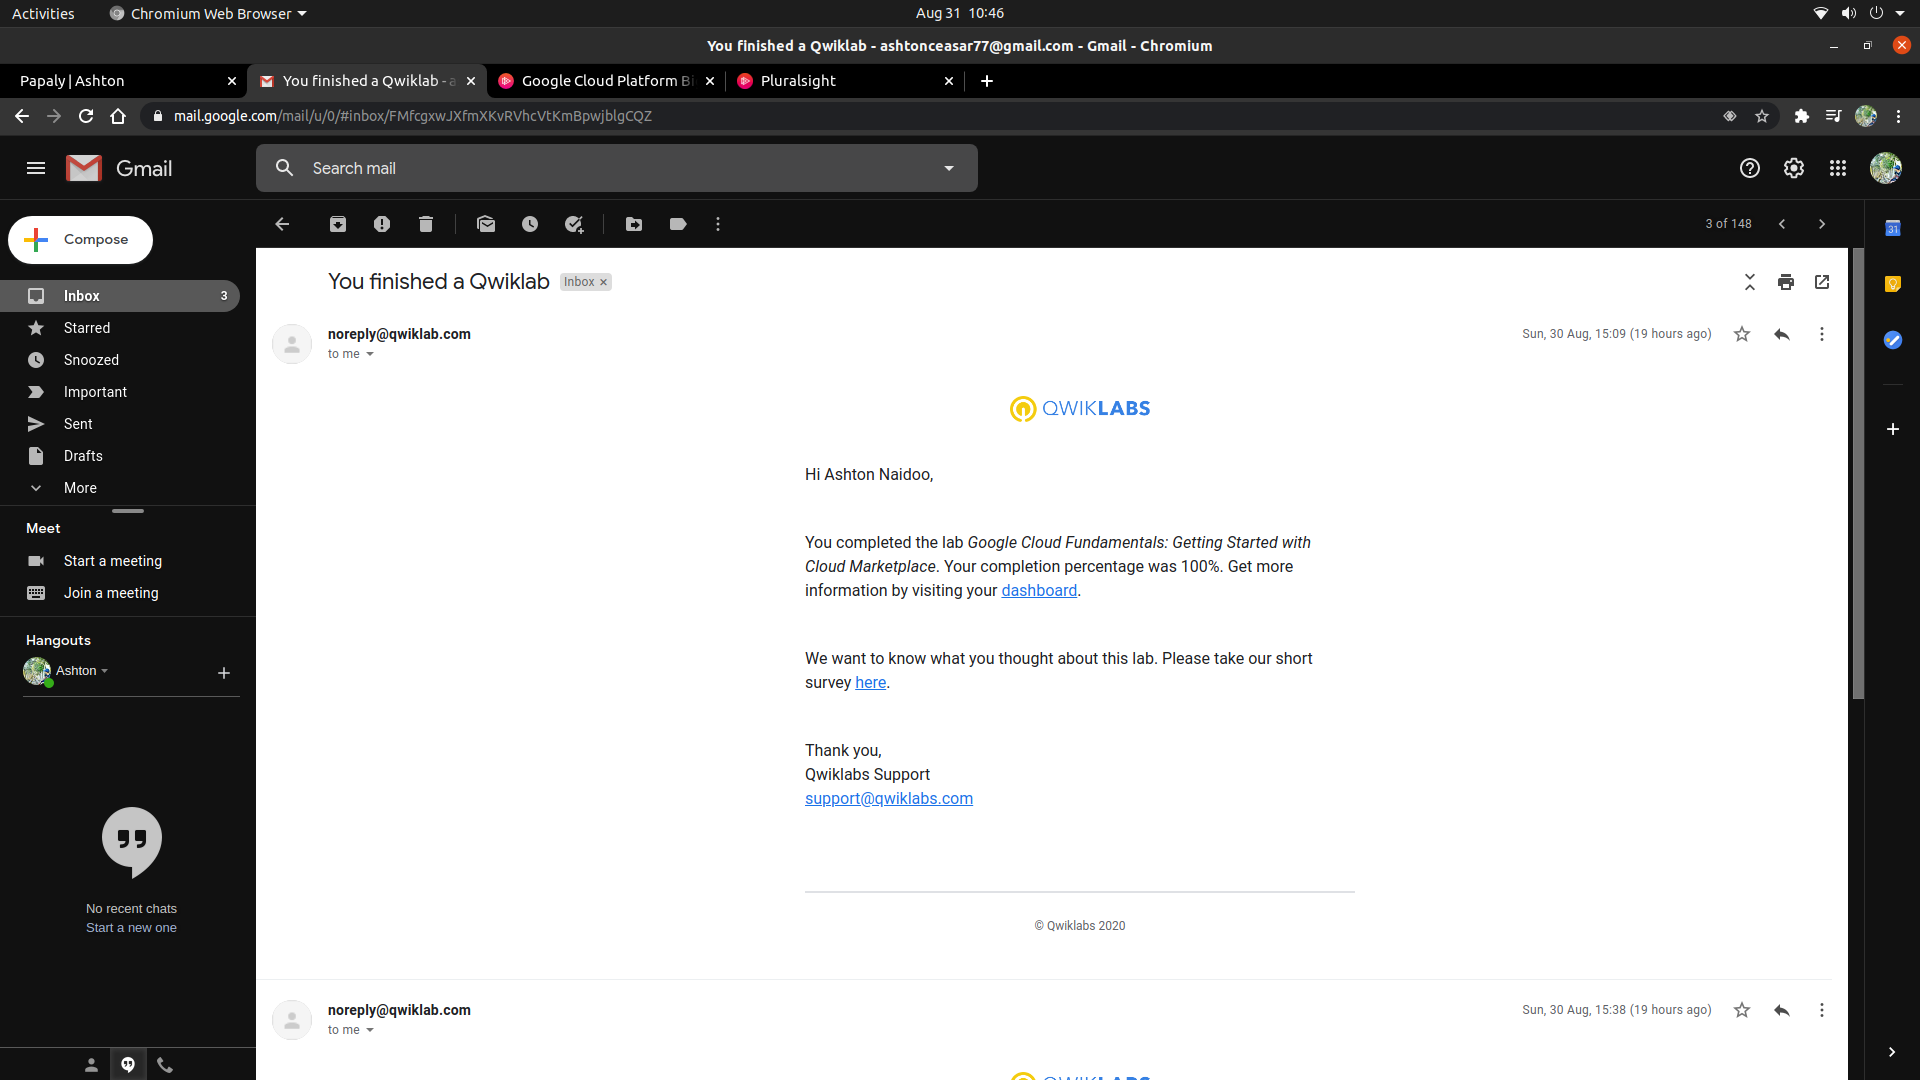 Activities
Chromium Web Browser
Aug 31 10:46
You finished a Qwiklab - ashtonceasar77@gmail.com - Gmail - Chromium
Papaly | Ashton
You finished a Qwiklab - a
Google Cloud Platform Bi
Pluralsight
mail.google.com/mail/u/0/#inbox/FMfcgxwJXfmXKvRVhcVtKmBpwjblgCQZ
Gmail
Search mail
Compose
3 of 148
31
Inbox 3
Starred
Snoozed
Important
Sent
Drafts
More
Meet
Start a meeting
Join a meeting
Hangouts
Ashton
No recent chats
Start a new one
You finished a Qwiklab
Inbox
noreply@qwiklab.com
Sun, 30 Aug, 15:09 (19 hours ago)
to me
QWIKLABS
Hi Ashton Naidoo,
You completed the lab Google Cloud Fundamentals: Getting Started with
Cloud Marketplace. Your completion percentage was 100%. Get more
information by visiting your dashboard.
We want to know what you thought about this lab. Please take our short
survey here.
Thank you,
Qwiklabs Support
support@qwiklabs.com
© Qwiklabs 2020
noreply@qwiklab.com
Sun, 30 Aug, 15:38 (19 hours ago)
to me
QWIKLABS